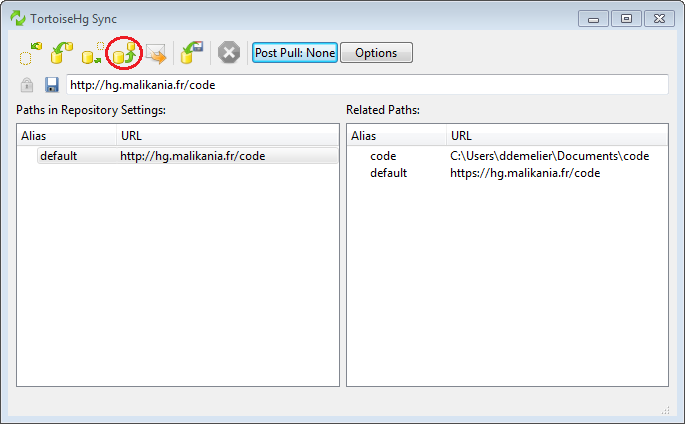 TortoiseHg Sync
Post Pull: None Options
http://hg.malikania.fr/code
Paths in Repository Settings: Related Paths:
Alias URL Alias URL
default http://hg.malikania.fr/code code C:\Users\ddemelier\Documents\code
default https://hg.malikania.fr/code